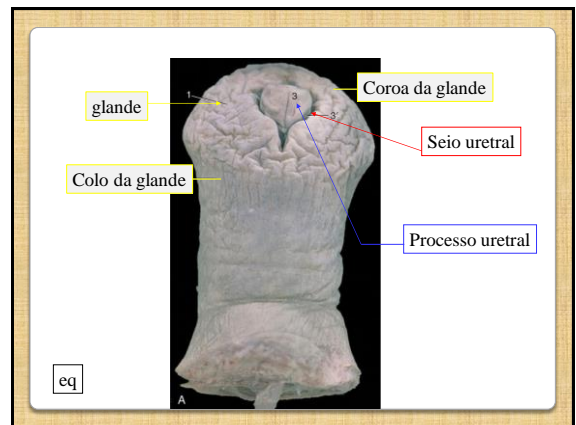 glande
1
3
Coroa da glande
3'
Seio uretral
Colo da glande
Processo uretral
eq
A